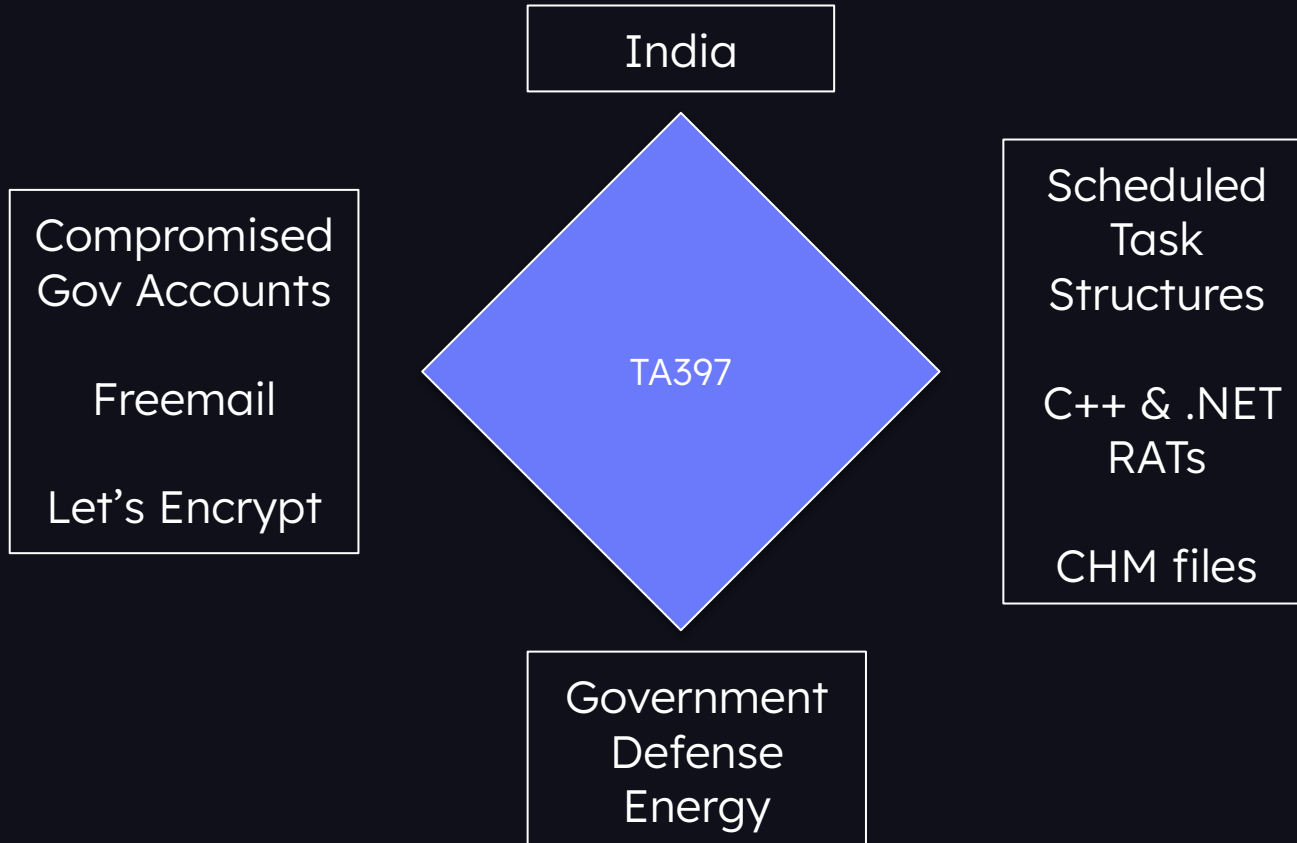 India
Compromised
Gov Accounts
Freemail
Let’s Encrypt
TA397
Scheduled
Task
Structures
C++ & .NET
RATs
CHM files
Government
Defense
Energy